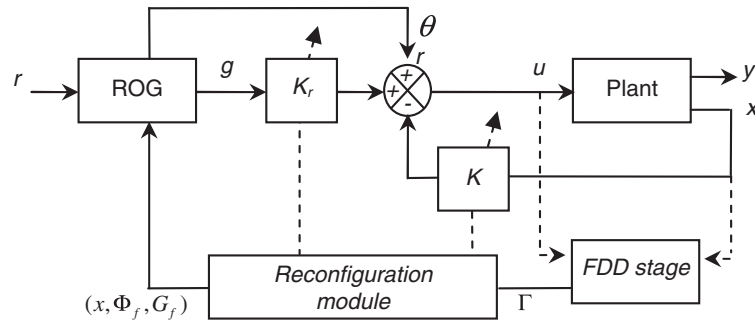 θ
r
r
ROG
g
K_r
+
+
-
u
Plant
y
x
K
Reconfiguration
module
FDD stage
(x, Φ_f, G_f)
Γ